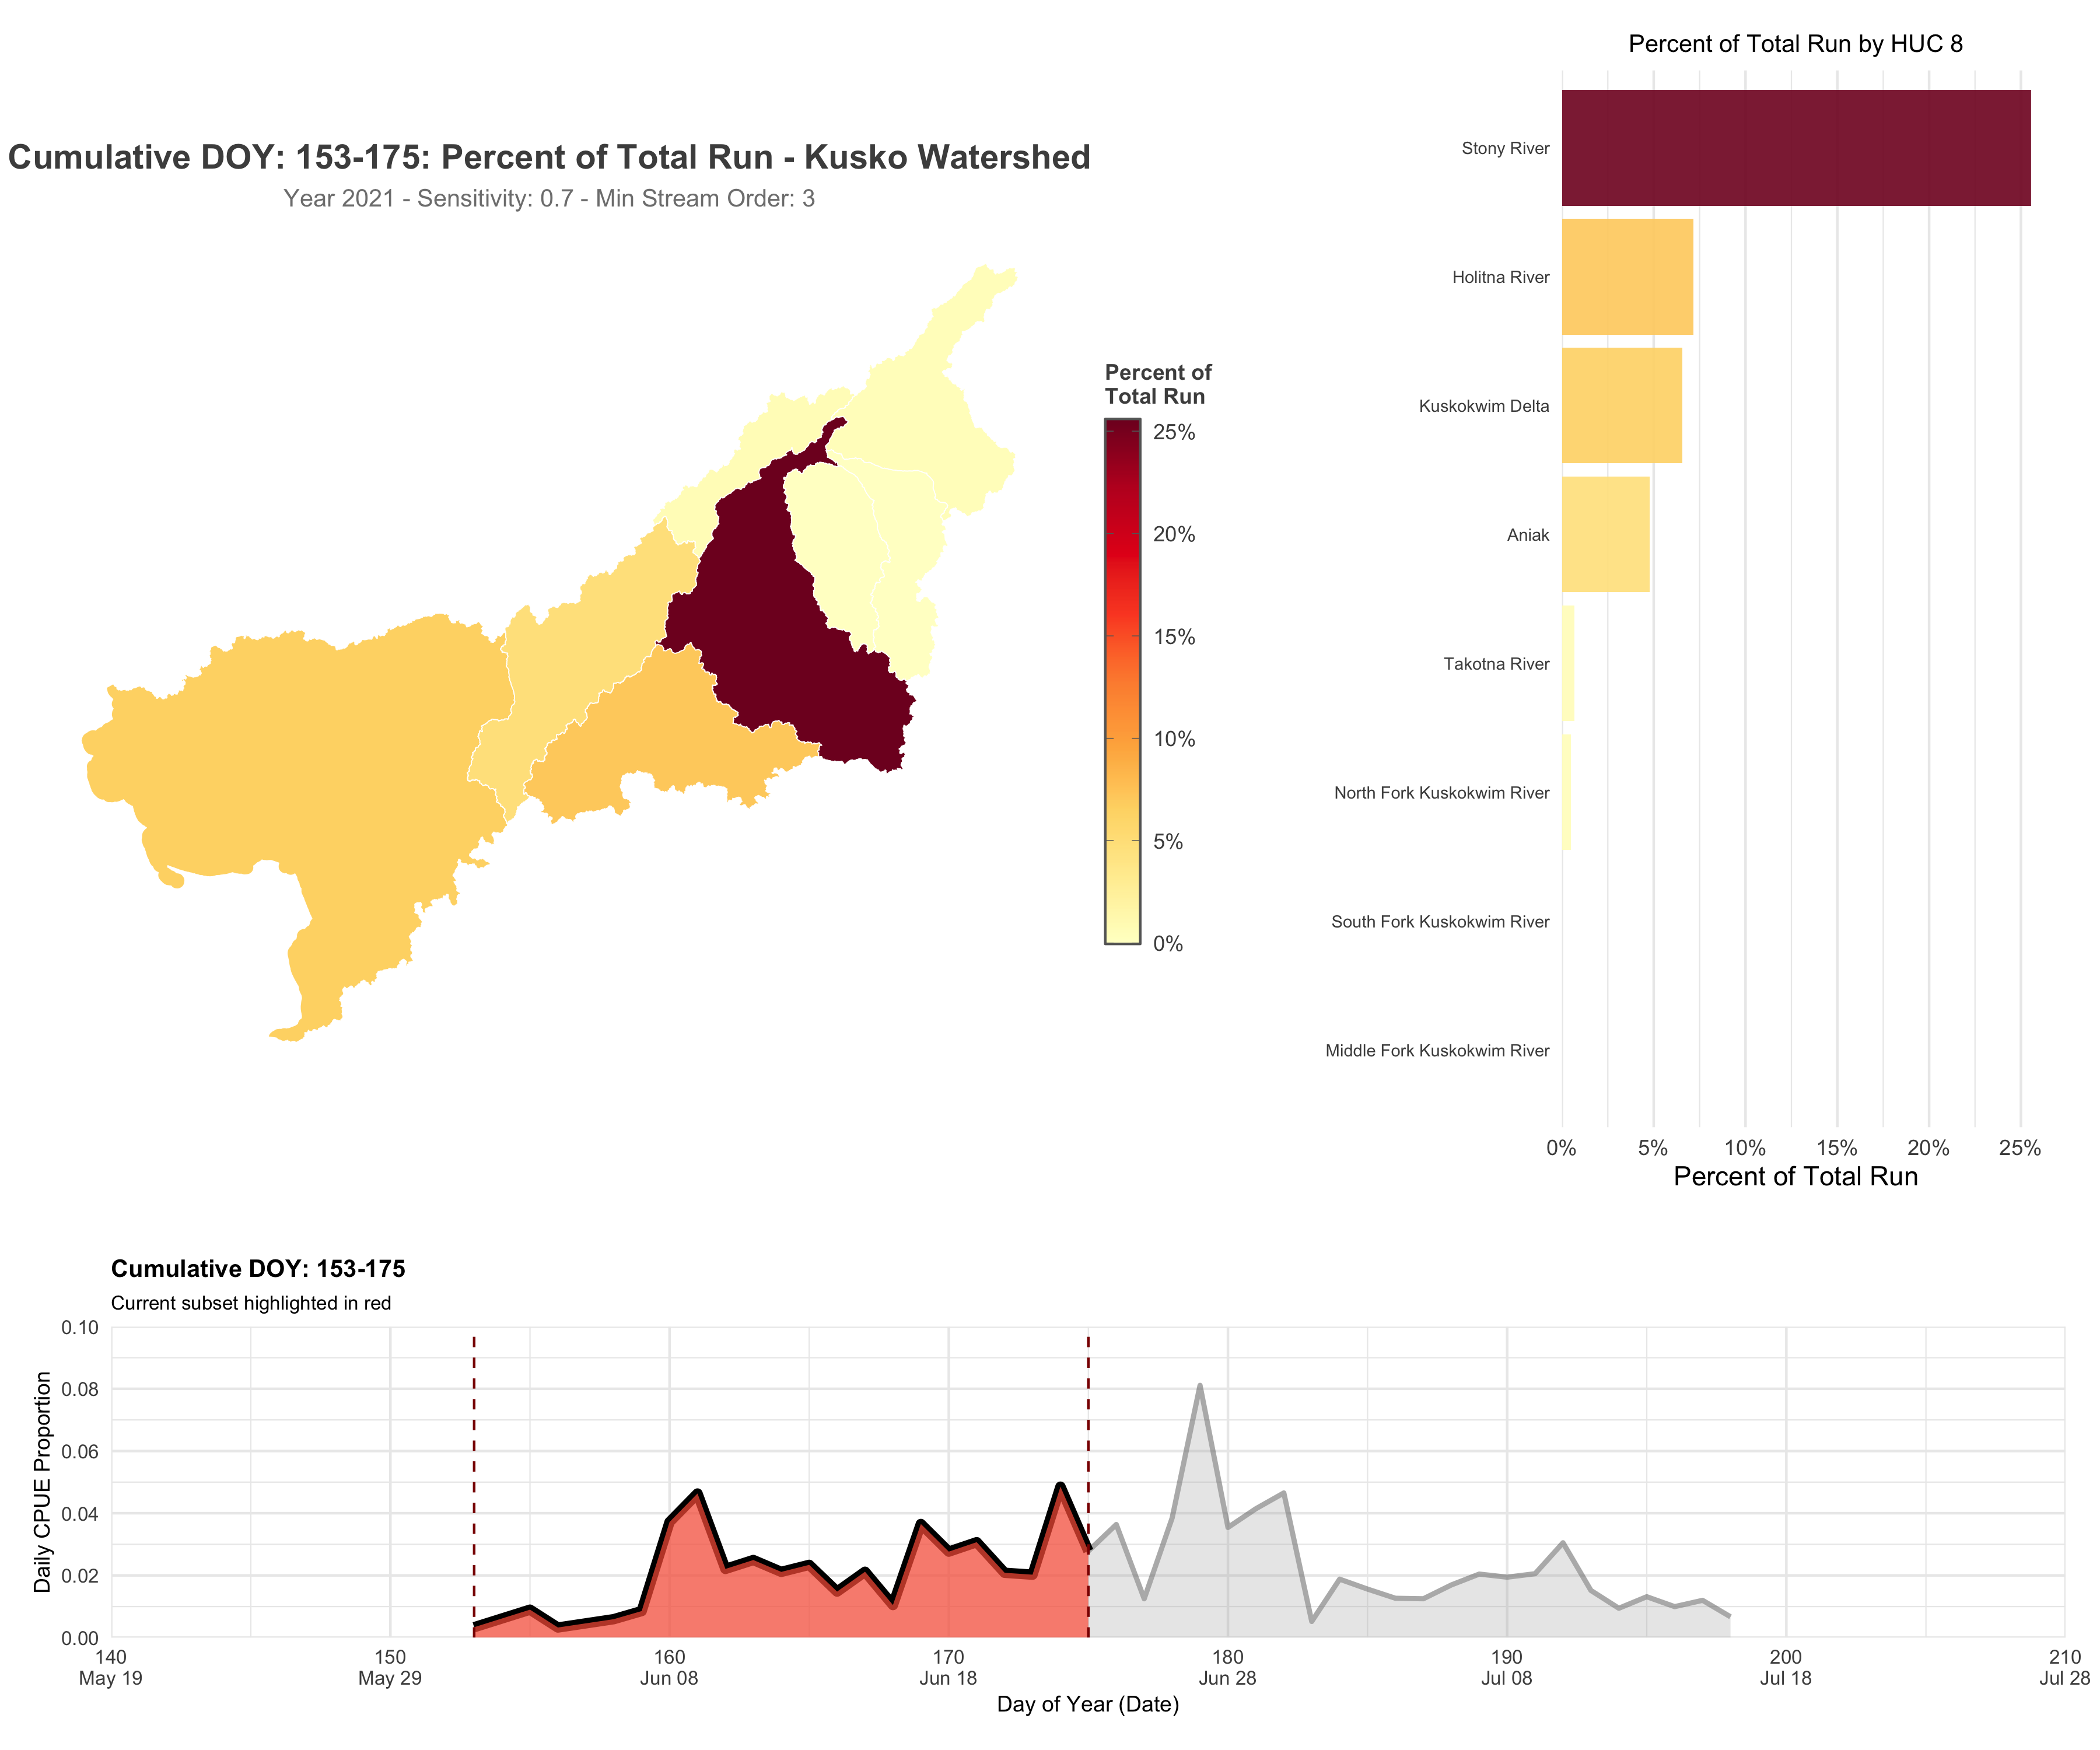 Cumulative DOY: 153-175: Percent of Total Run - Kusko Watershed
Year 2021 - Sensitivity: 0.7 - Min Stream Order: 3
Percent of
Total Run
25%
20%
15%
10%
5%
0%
Percent of Total Run by HUC 8
Stony River
Holitna River
Kuskokwim Delta
Aniak
Takotna River
North Fork Kuskokwim River
South Fork Kuskokwim River
Middle Fork Kuskokwim River
0% 5% 10% 15% 20% 25%
Percent of Total Run
Cumulative DOY: 153-175
Current subset highlighted in red
Daily CPUE Proportion
0.10
0.08
0.06
0.04
0.02
0.00
140 150 160 170 180 190 200 210
May 19 May 29 Jun 08 Jun 18 Jun 28 Jul 08 Jul 18 Jul 28
Day of Year (Date)